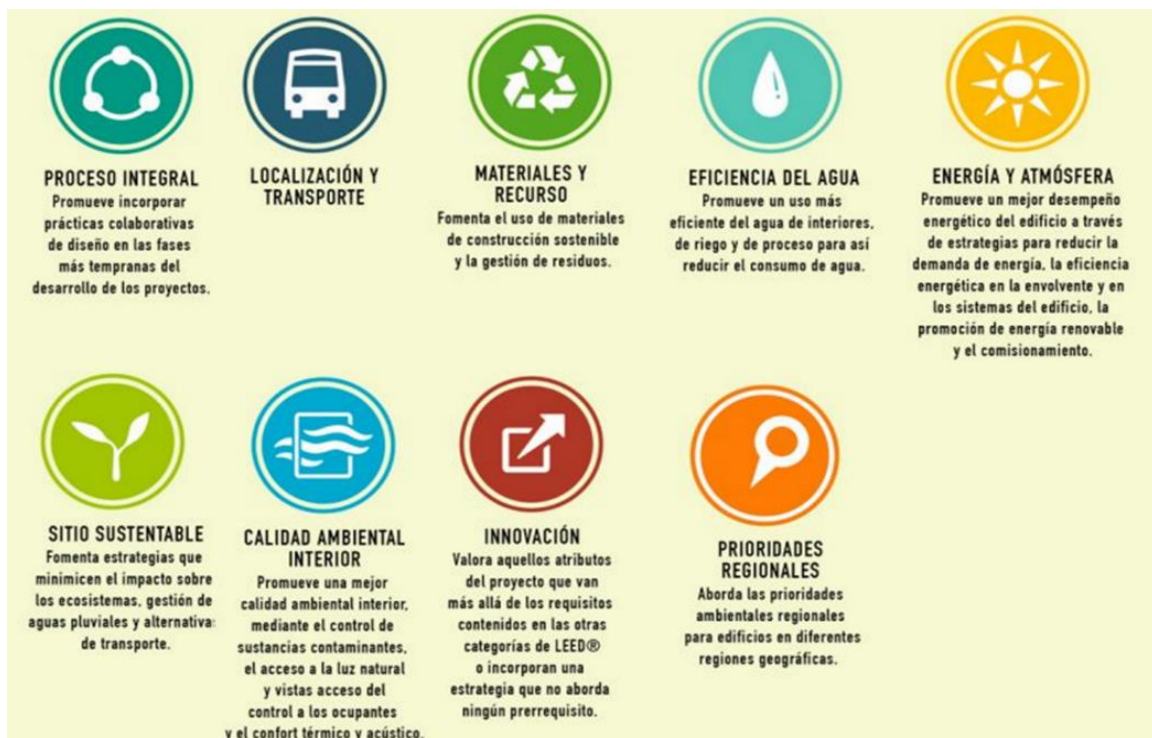 PROCESO INTEGRAL
Promueve incorporar
prácticas colaborativas
de diseño en las fases
más tempranas del
desarrollo de los proyectos.
LOCALIZACIÓN Y
TRANSPORTE
MATERIALES Y
RECURSO
Fomenta el uso de materiales
de construcción sostenible
y la gestión de residuos.
EFICIENCIA DEL AGUA
Promueve un uso más
eficiente del agua de interiores,
de riego y de proceso para así
reducir el consumo de agua.
ENERGÍA Y ATMÓSFERA
Promueve un mejor desempeño
energético del edificio a través
de estrategias para reducir la
demanda de energía, la eficiencia
energética en la envolvente y en
los sistemas del edificio, la
promoción de energía renovable
y el comisionamiento.
SITIO SUSTENTABLE
Fomenta estrategias que
minimicen el impacto sobre
los ecosistemas, gestión de
aguas pluviales y alternativa
de transporte.
CALIDAD AMBIENTAL
INTERIOR
Promueve una mejor
calidad ambiental interior,
mediante el control de
sustancias contaminantes,
el acceso a la luz natural
y vistas acceso del
control a los ocupantes
y el confort térmico y acústico.
INNOVACIÓN
Valora aquellos atributos
del proyecto que van
más allá de los requisitos
contenidos en las otras
categorías de LEED®
o incorporan una
estrategia que no aborda
ningún prerrequisito.
PRIORIDADES
REGIONALES
Aborda las prioridades
ambientales regionales
para edificios en diferentes
regiones geográficas.